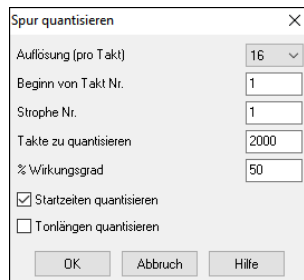 Spur quantisieren
Auflösung (pro Takt) 16
Beginn von Takt Nr. 1
Strophe Nr. 1
Takte zu quantisieren 2000
% Wirkungsgrad 50
Startzeiten quantisieren
Tonlängen quantisieren
OK Abbruch Hilfe